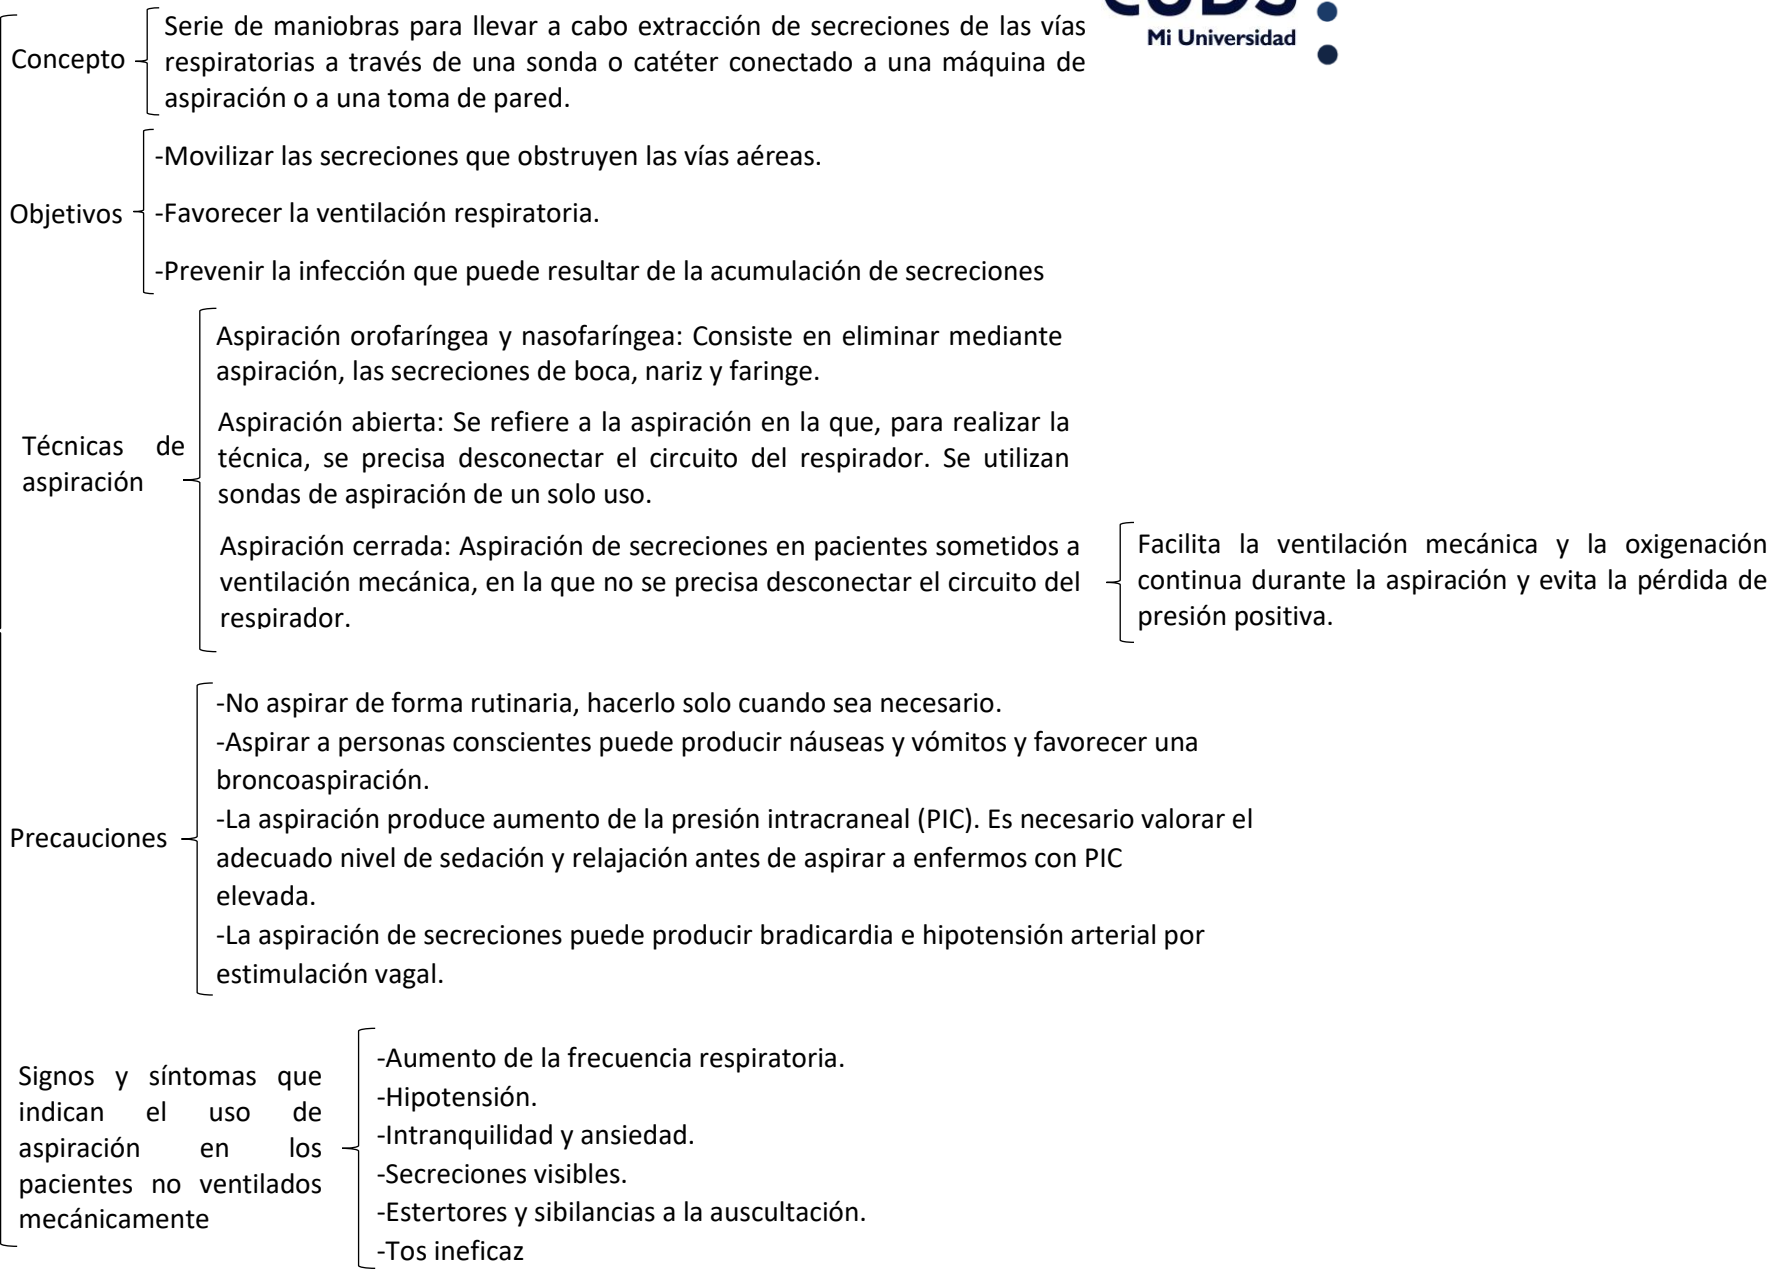 Mi Universidad
Concepto
Serie de maniobras para llevar a cabo extracción de secreciones de las vías
respiratorias a través de una sonda o catéter conectado a una máquina de
aspiración o a una toma de pared.
Objetivos
-Movilizar las secreciones que obstruyen las vías aéreas.
-Favorecer la ventilación respiratoria.
-Prevenir la infección que puede resultar de la acumulación de secreciones
Técnicas de
aspiración
Aspiración orofaríngea y nasofaríngea: Consiste en eliminar mediante
aspiración, las secreciones de boca, nariz y faringe.
Aspiración abierta: Se refiere a la aspiración en la que, para realizar la
técnica, se precisa desconectar el circuito del respirador. Se utilizan
sondas de aspiración de un solo uso.
Aspiración cerrada: Aspiración de secreciones en pacientes sometidos a
ventilación mecánica, en la que no se precisa desconectar el circuito del
respirador.
Facilita la ventilación mecánica y la oxigenación
continua durante la aspiración y evita la pérdida de
presión positiva.
Precauciones
-No aspirar de forma rutinaria, hacerlo solo cuando sea necesario.
-Aspirar a personas conscientes puede producir náuseas y vómitos y favorecer una
broncoaspiración.
-La aspiración produce aumento de la presión intracraneal (PIC). Es necesario valorar el
adecuado nivel de sedación y relajación antes de aspirar a enfermos con PIC
elevada.
-La aspiración de secreciones puede producir bradicardia e hipotensión arterial por
estimulación vagal.
Signos y síntomas que
indican el uso de
aspiración en los
pacientes no ventilados
mecánicamente
-Aumento de la frecuencia respiratoria.
-Hipotensión.
-Intranquilidad y ansiedad.
-Secreciones visibles.
-Estertores y sibilancias a la auscultación.
-Tos ineficaz